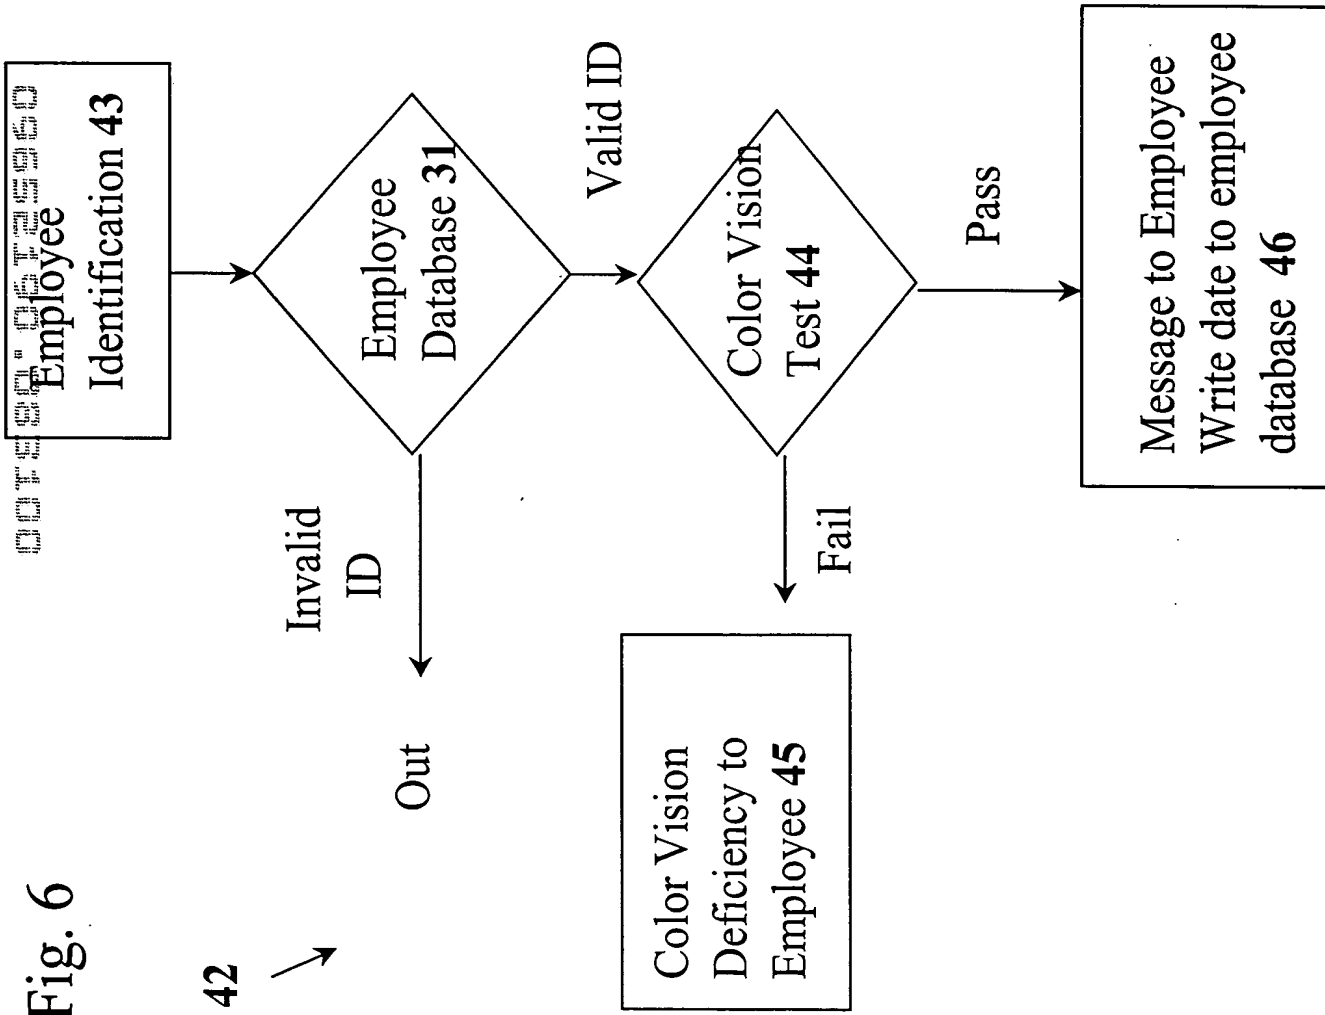 Fig. 6
Employee
Identification 43
42
Invalid
ID
Employee
Database 31
Out
Valid ID
Color Vision
Deficiency to
Employee 45
Color Vision
Test 44
Fail
Pass
Message to Employee
Write date to employee
database 46